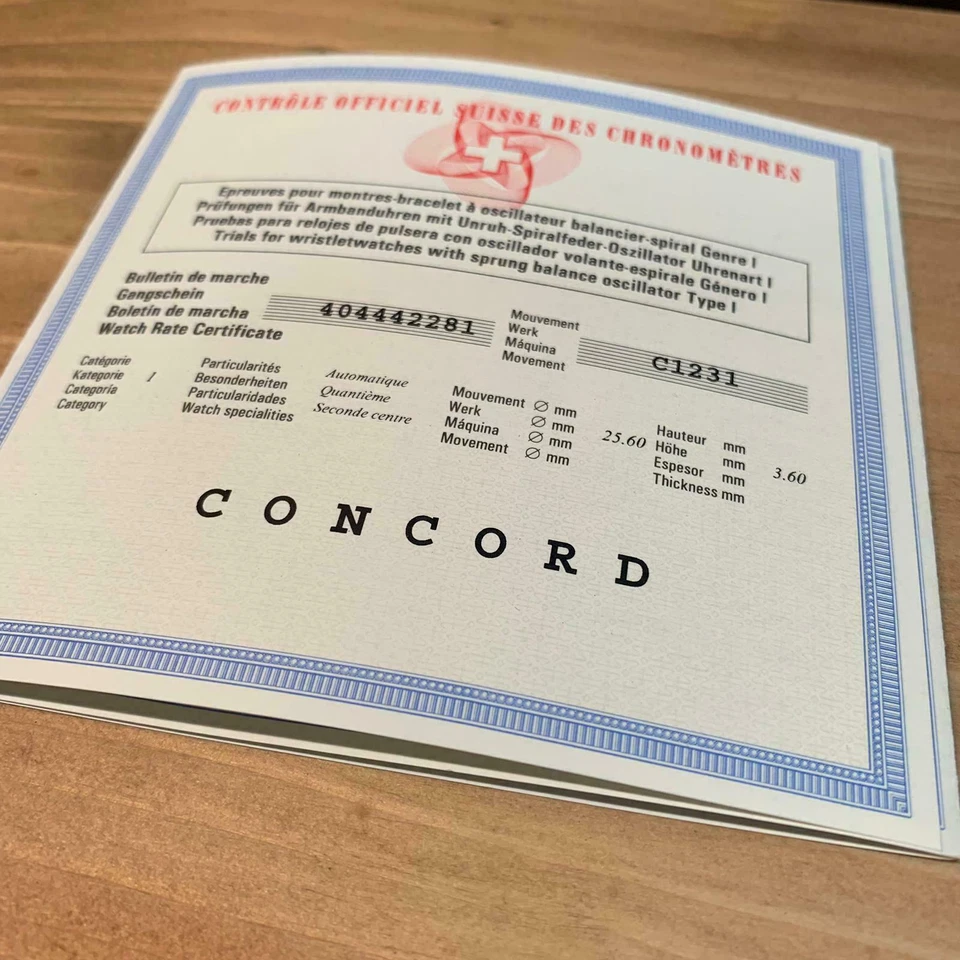 CONTRÔLE OFFICIEL SUISSE DES CHRONOMÈTRES
Epreuves pour montres-bracelet à oscillateur balancier-spiral Genre I
Prüfungen für Armbanduhren mit Unruh-Spiralfeder-Oszillator Uhrenart I
Pruebas para relojes de pulsera con oscillador volante-espirale Género I
Trials for wristletwatches with sprung balance oscillator Type I
Bulletin de marche
Gangschein
Boletin de marcha
Watch Rate Certificate
404442281
Mouvement
Werk
Máquina
Movement
C1231
Catégorie
Kategorie
Categoría
Category
I
Particularités
Besonderheiten
Particularidades
Watch specialities
Automatique
Quantième
Seconde centre
Mouvement Ø mm
Werk Ø mm
Máquina Ø mm
Movement Ø mm
25.60
Hauteur mm
Höhe mm
Espesor mm
Thickness mm
3.60
CONCORD